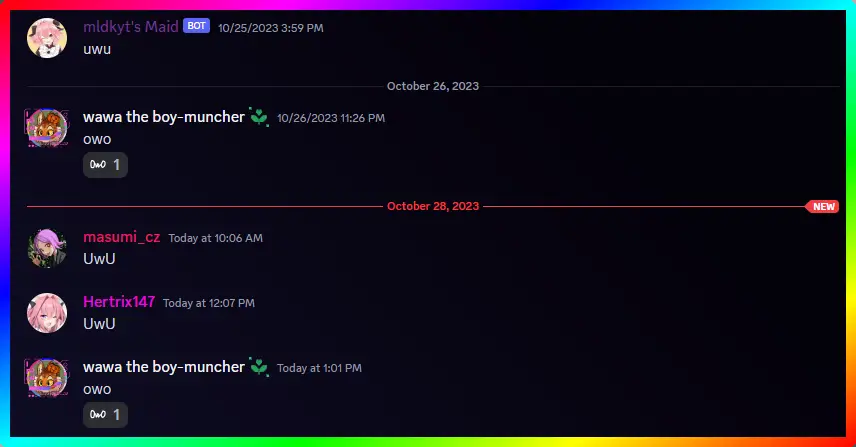 mldkyt's Maid BOT 10/25/2023 3:59 PM
uwu
October 26, 2023
wawa the boy-muncher 10/26/2023 11:26 PM
owo
OwO 1
October 28, 2023 NEW
masumi_cz Today at 10:06 AM
UwU
Hertrix147 Today at 12:07 PM
UwU
wawa the boy-muncher Today at 1:01 PM
owo
OwO 1